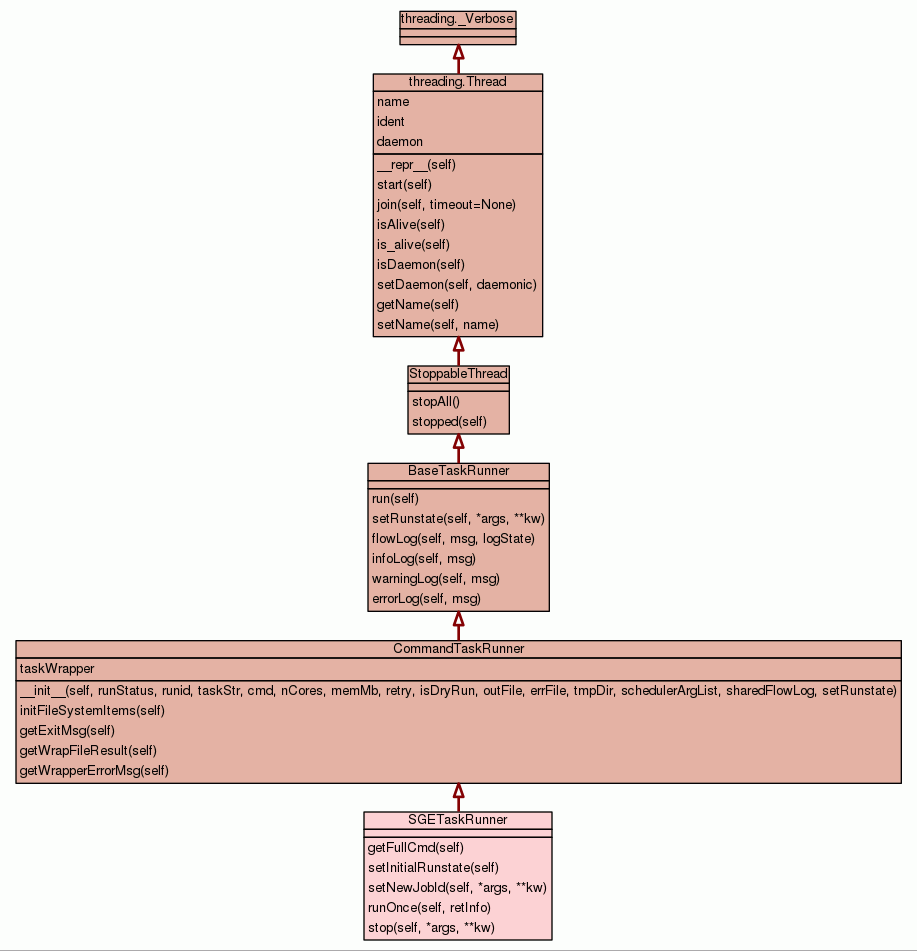 threading._Verbose
threading.Thread
name
ident
daemon
__repr__(self)
start(self)
join(self, timeout=None)
isAlive(self)
is_alive(self)
isDaemon(self)
setDaemon(self, daemonic)
getName(self)
setName(self, name)
StoppableThread
stopAll()
stopped(self)
BaseTaskRunner
run(self)
setRunstate(self, *args, **kw)
flowLog(self, msg, logState)
infoLog(self, msg)
warningLog(self, msg)
errorLog(self, msg)
CommandTaskRunner
taskWrapper
__init__(self, runStatus, runid, taskStr, cmd, nCores, memMb, retry, isDryRun, outFile, errFile, tmpDir, schedulerArgList, sharedFlowLog, setRunstate)
initFileSystemItems(self)
getExitMsg(self)
getWrapFileResult(self)
getWrapperErrorMsg(self)
SGETaskRunner
getFullCmd(self)
setInitialRunstate(self)
setNewJobId(self, *args, **kw)
runOnce(self, retInfo)
stop(self, *args, **kw)